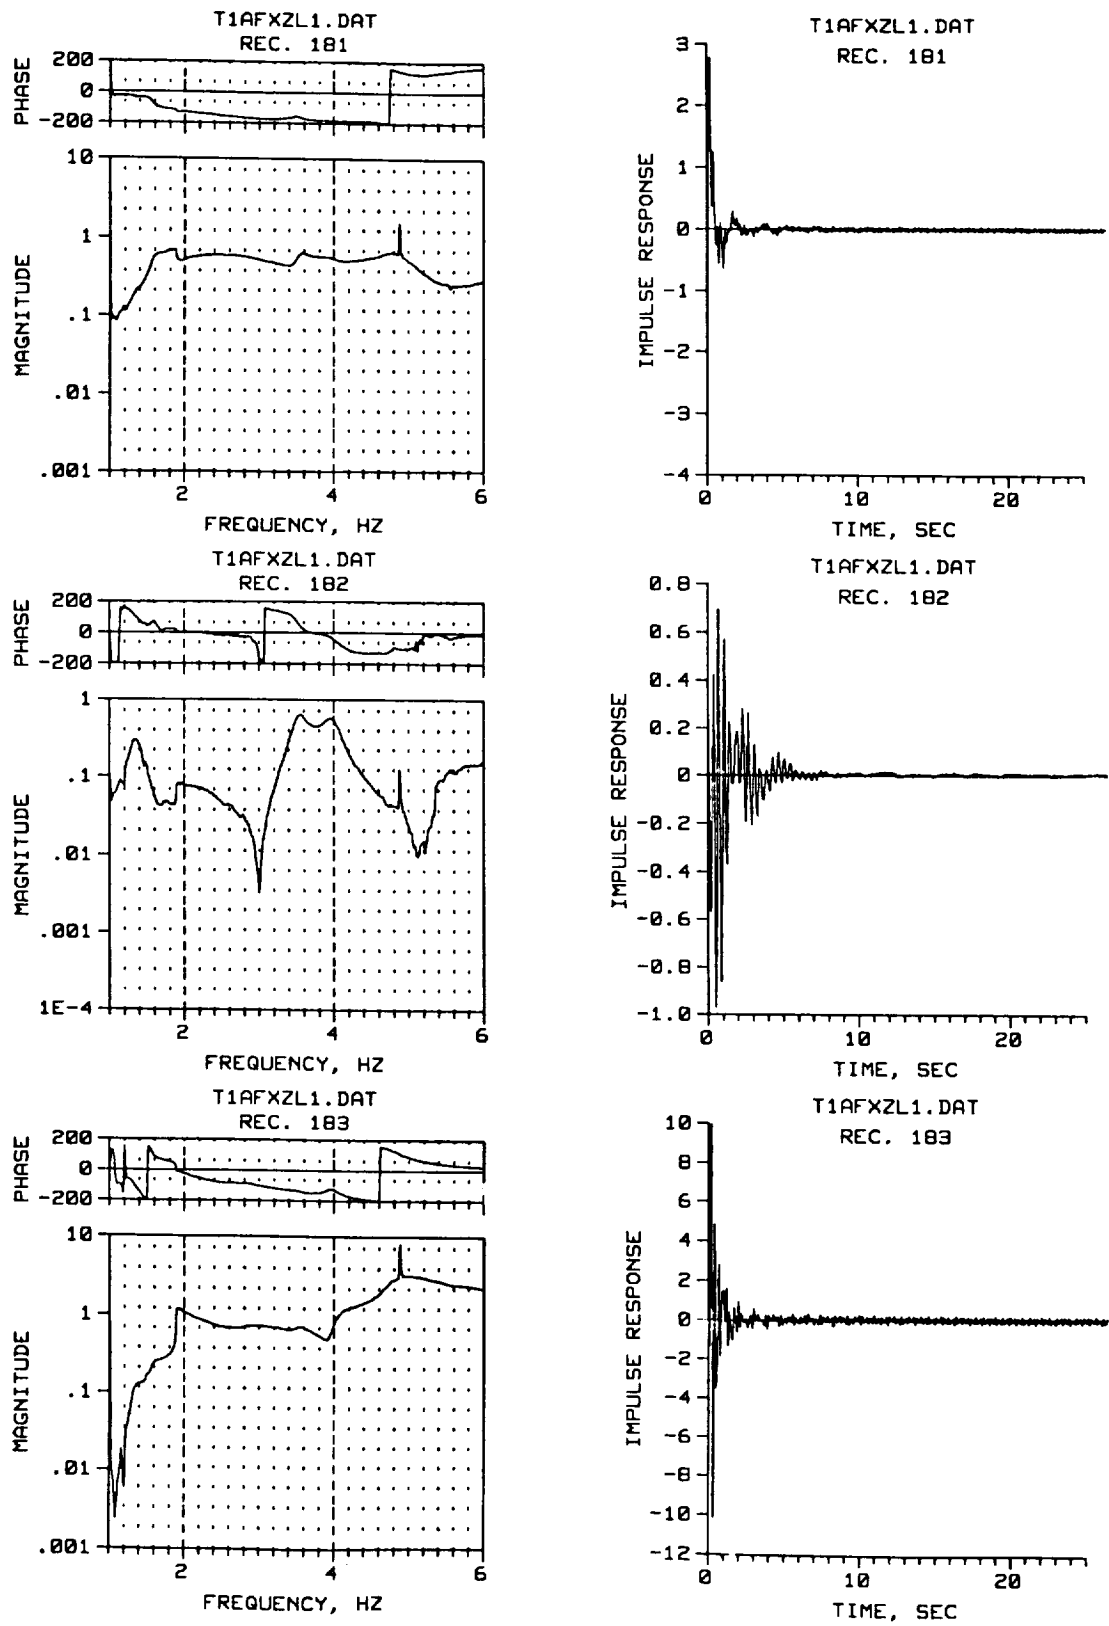 T1AFXZL1.DAT
REC. 181
PHASE
200
0
-200
MAGNITUDE
10
1
.1
.01
.001
2
4
6
FREQUENCY, HZ
T1AFXZL1.DAT
REC. 181
IMPULSE RESPONSE
3
2
1
0
-1
-2
-3
-4
0
10
20
TIME, SEC
T1AFXZL1.DAT
REC. 182
PHASE
200
0
-200
MAGNITUDE
1
.1
.01
.001
1E-4
2
4
6
FREQUENCY, HZ
T1AFXZL1.DAT
REC. 182
IMPULSE RESPONSE
0.8
0.6
0.4
0.2
0
-0.2
-0.4
-0.6
-0.8
-1.0
0
10
20
TIME, SEC
T1AFXZL1.DAT
REC. 183
PHASE
200
0
-200
MAGNITUDE
10
1
.1
.01
.001
2
4
6
FREQUENCY, HZ
T1AFXZL1.DAT
REC. 183
IMPULSE RESPONSE
10
8
6
4
2
0
-2
-4
-6
-8
-10
-12
0
10
20
TIME, SEC